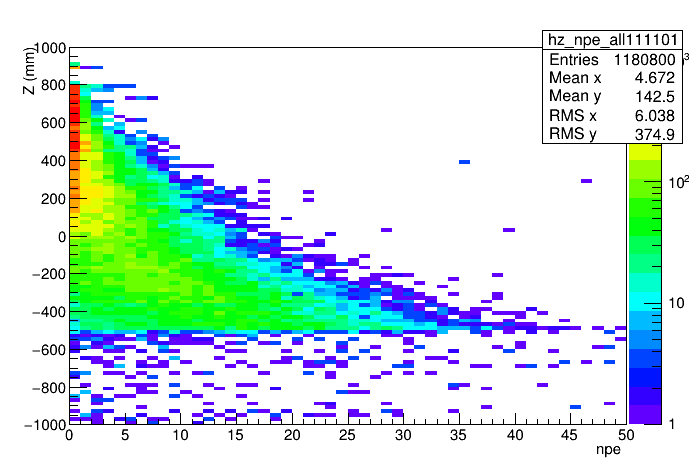 hz_npe_all111101
Entries 1180800
Mean x 4.672
Mean y 142.5
RMS x 6.038
RMS y 374.9
Z (mm)
1000
800
600
400
200
0
−200
−400
−600
−800
−1000
0 5 10 15 20 25 30 35 40 45 50
npe
3
10²
10
1